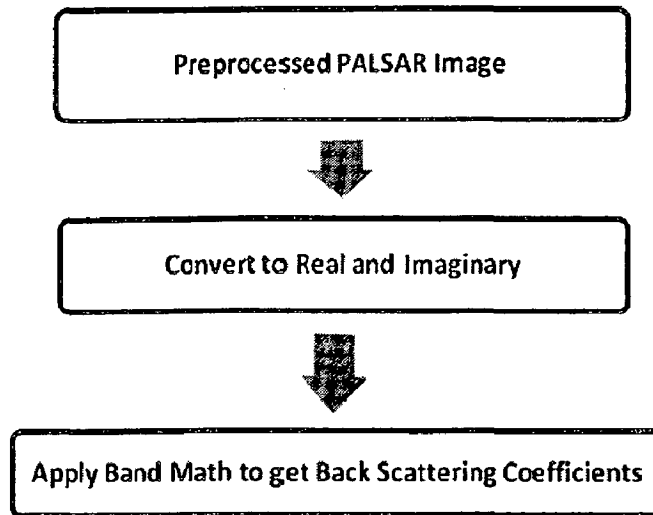 Preprocessed PALSAR Image
Convert to Real and Imaginary
Apply Band Math to get Back Scattering Coefficients